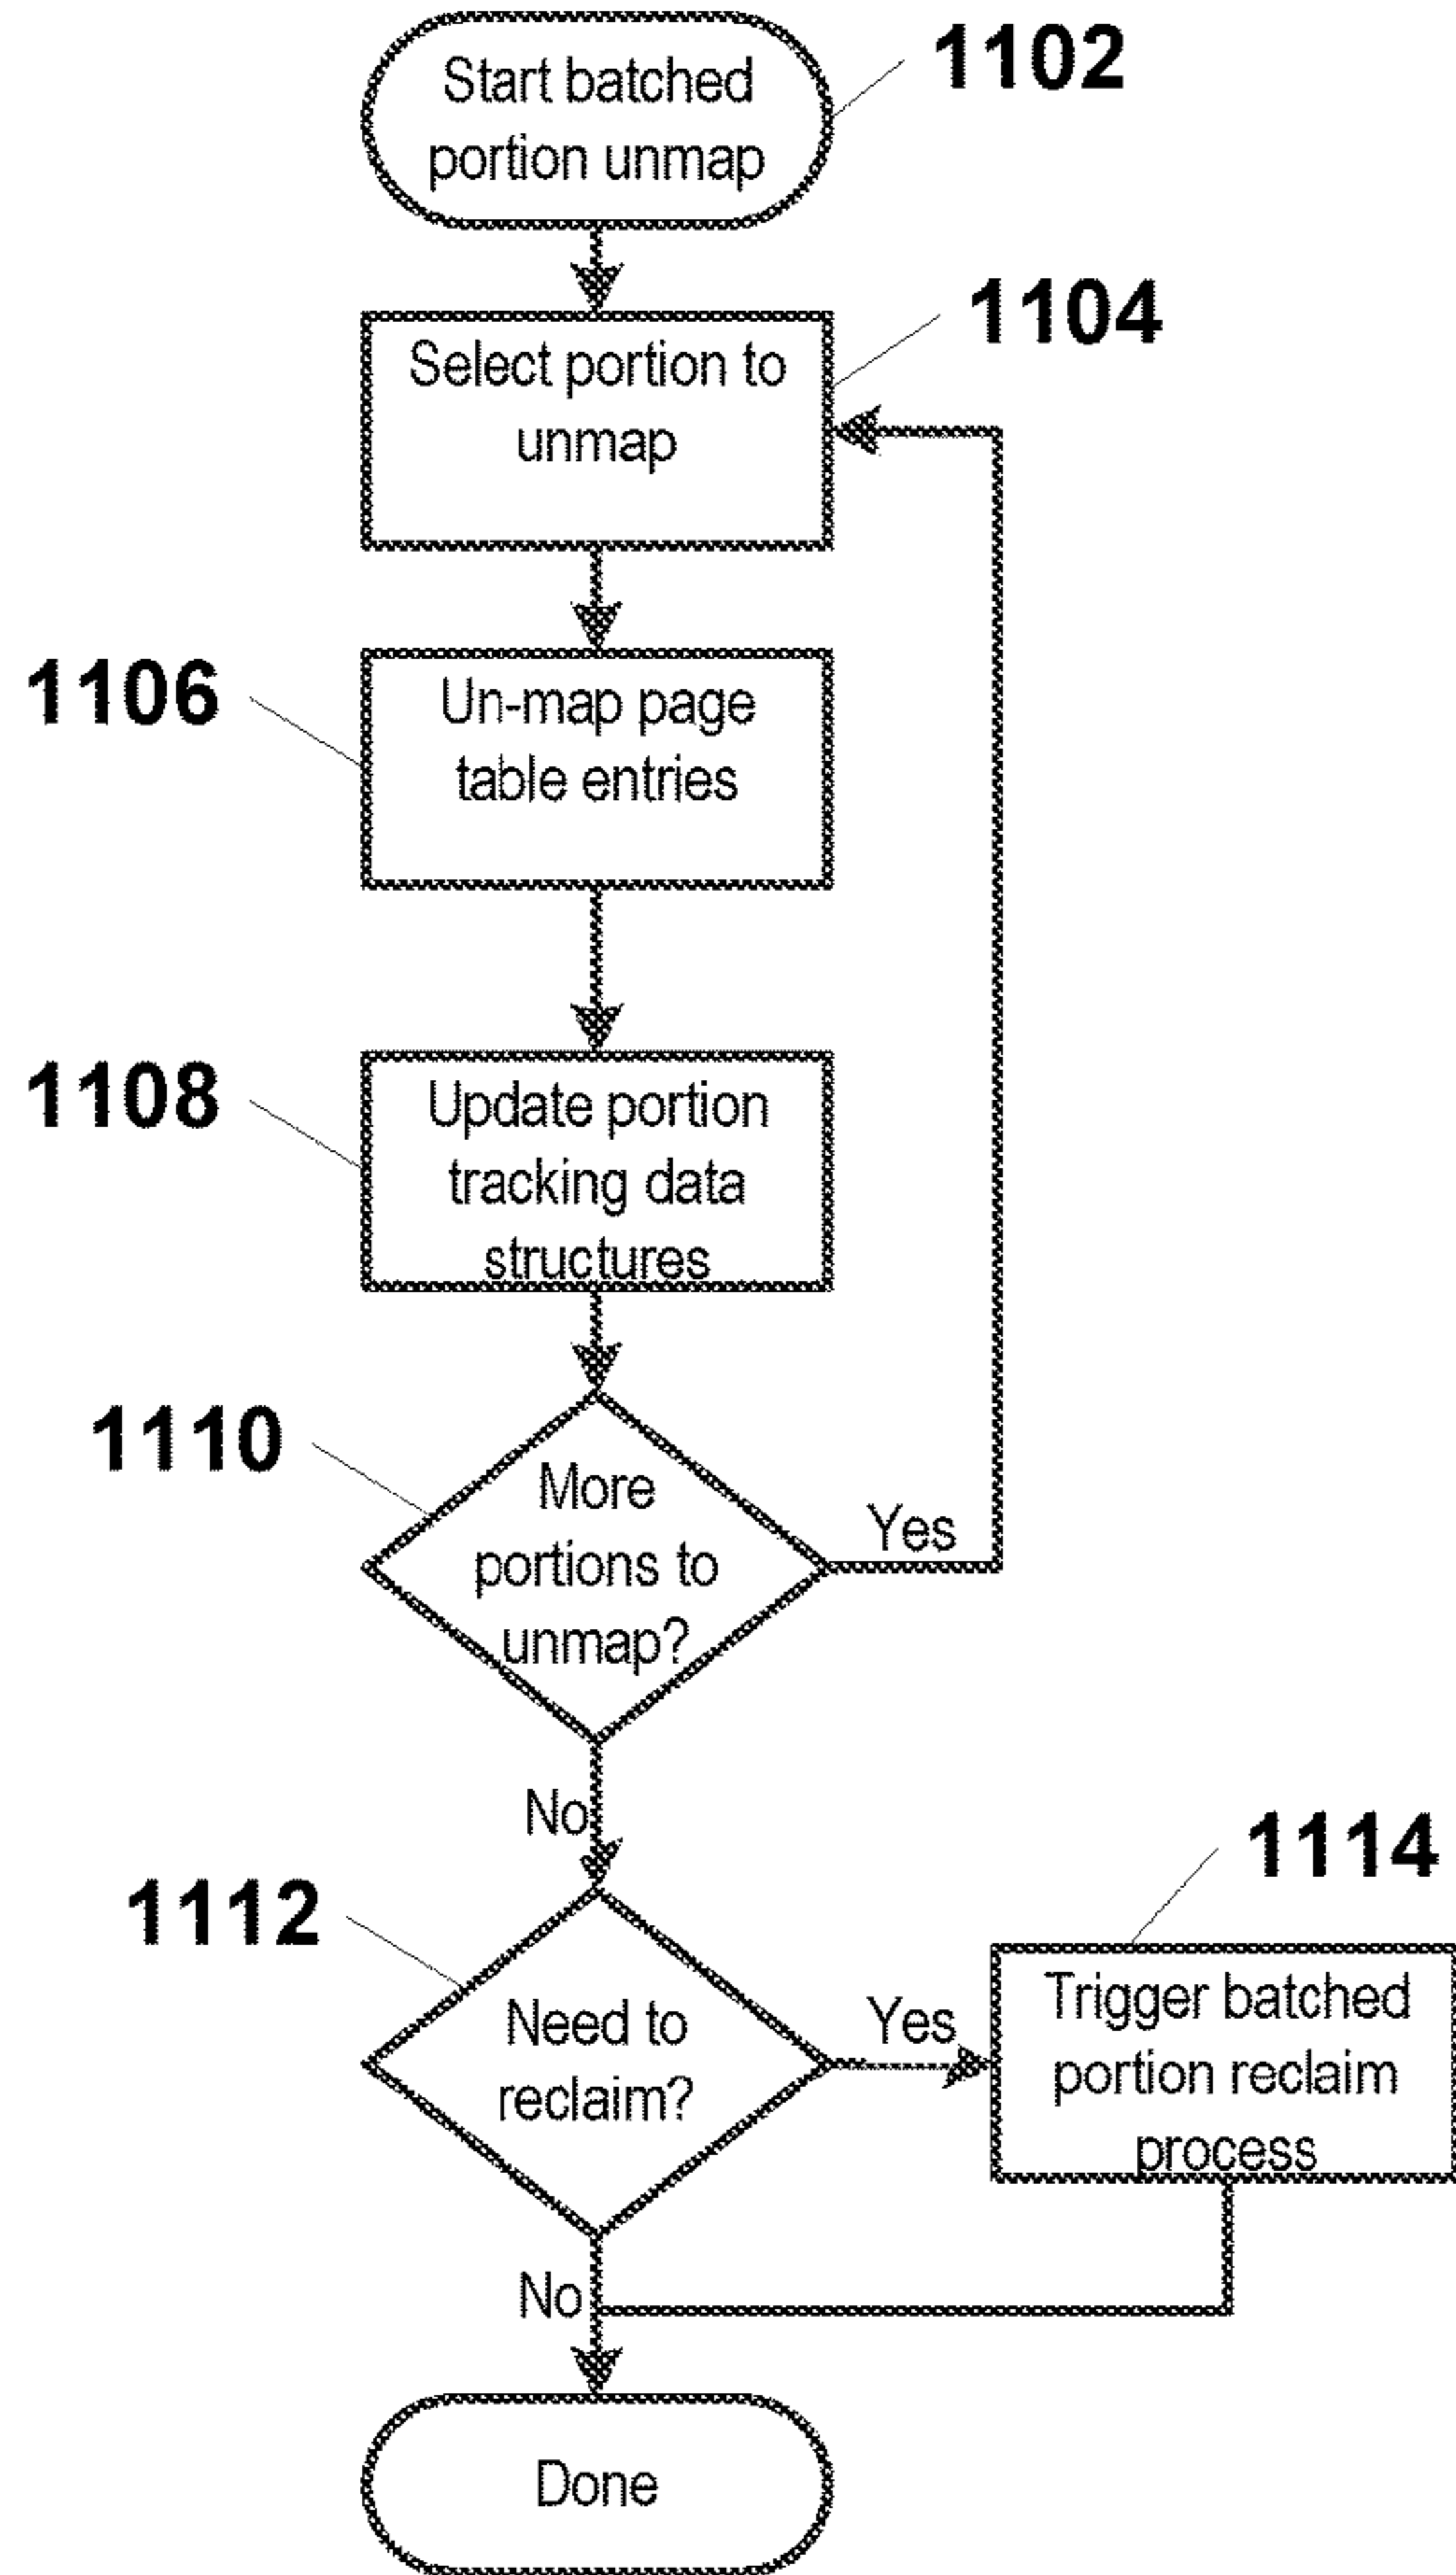 Start batched
portion unmap
1102
Select portion to
unmap
1104
1106
Un-map page
table entries
1108
Update portion
tracking data
structures
1110
More
portions to
unmap?
Yes
No
1112
Need to
reclaim?
Yes
1114
Trigger batched
portion reclaim
process
No
Done